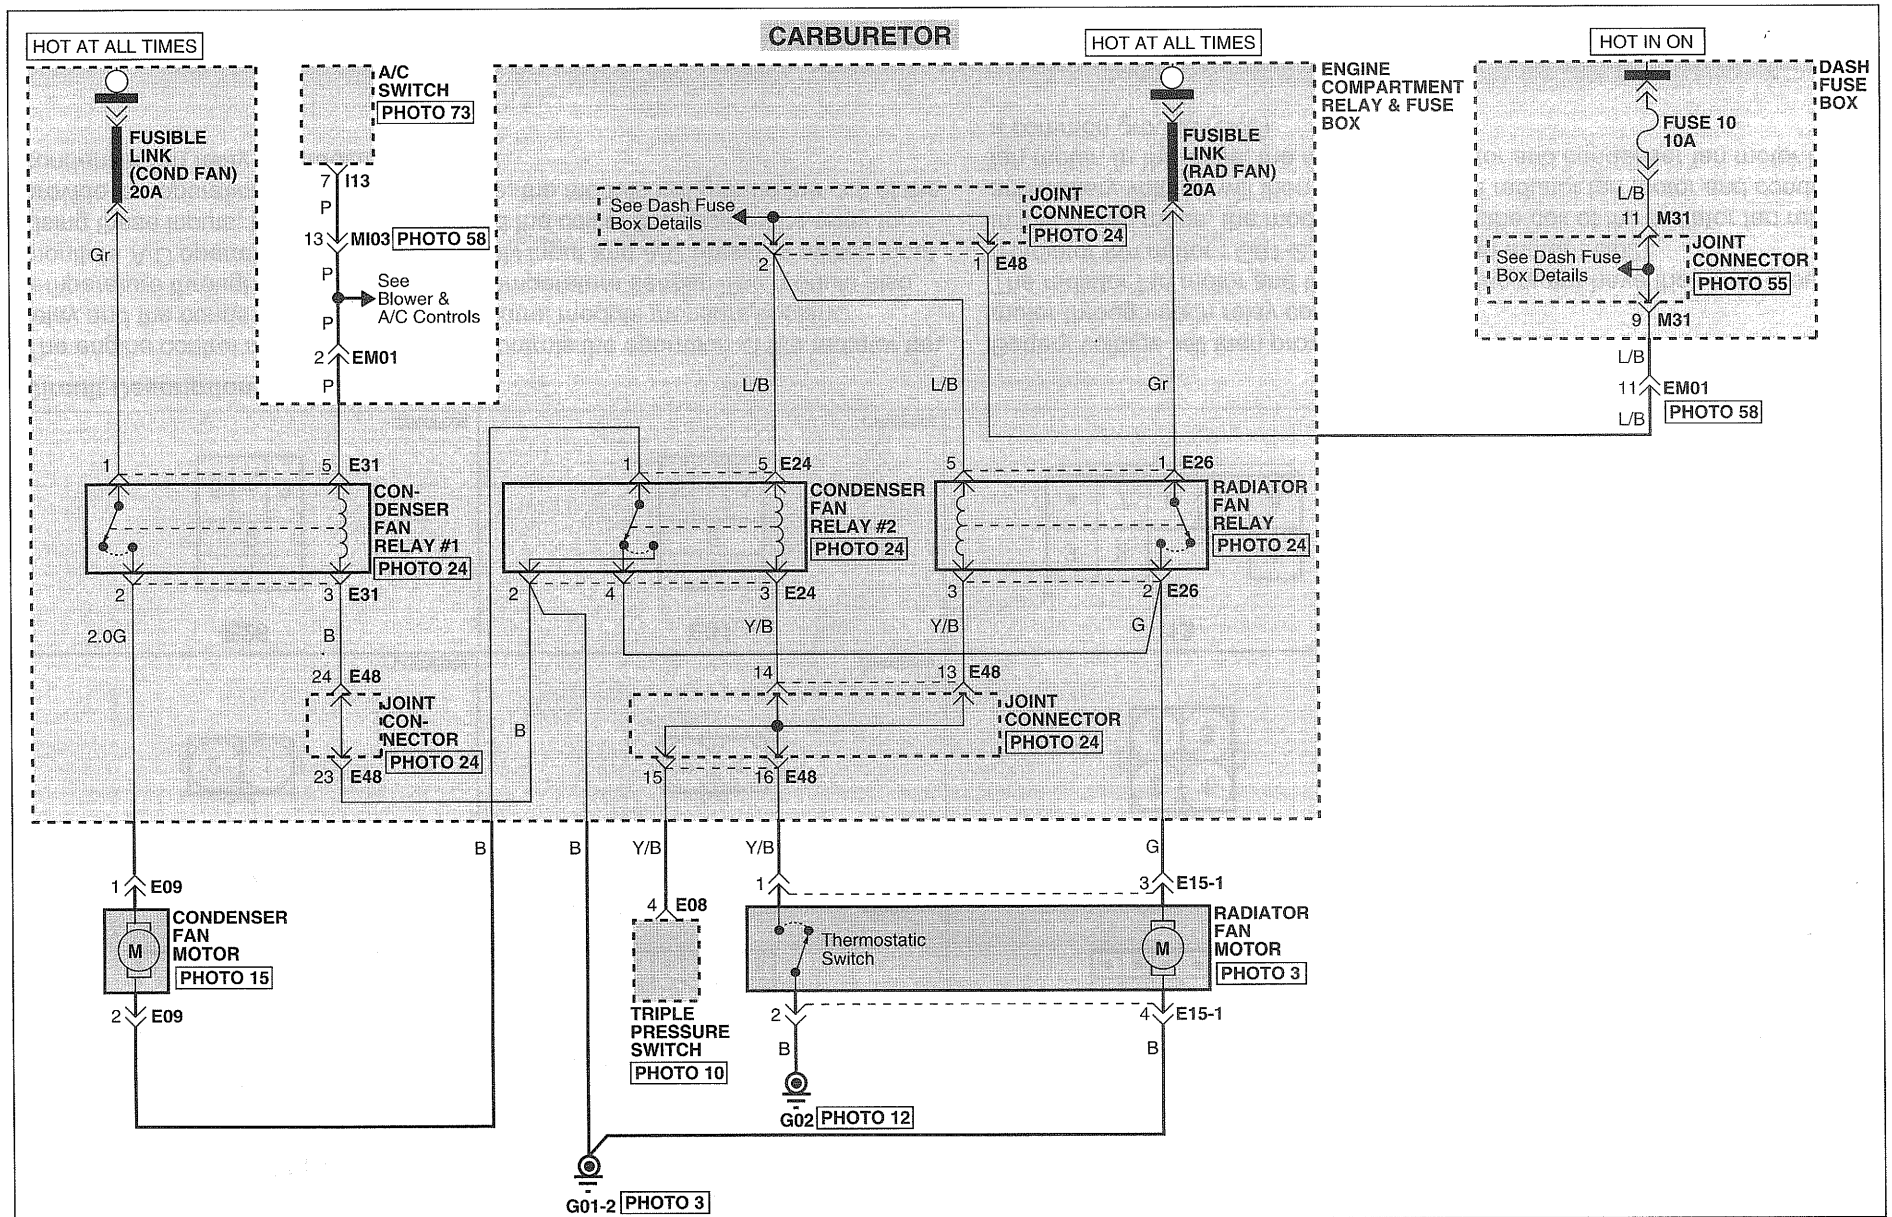 CARBURETOR
HOT AT ALL TIMES
HOT AT ALL TIMES
HOT IN ON
A/C
SWITCH
PHOTO 73
FUSIBLE
LINK
(COND FAN)
20A
Gr
7 I13
P
13 MI03 PHOTO 58
P
See
Blower &
A/C Controls
P
2 EM01
P
See Dash Fuse
Box Details
JOINT
CONNECTOR
PHOTO 24
2
1 E48
FUSIBLE
LINK
(RAD FAN)
20A
ENGINE
COMPARTMENT
RELAY & FUSE
BOX
DASH
FUSE
BOX
FUSE 10
10A
L/B
11 M31
See Dash Fuse
Box Details
JOINT
CONNECTOR
PHOTO 55
9 M31
L/B
11 EM01
PHOTO 58
L/B
L/B
L/B
Gr
1
5 E31
1
5 E24
5
1 E26
CON-
DENSER
FAN
RELAY #1
PHOTO 24
CONDENSER
FAN
RELAY #2
PHOTO 24
RADIATOR
FAN
RELAY
PHOTO 24
2
3 E31
2
4
3 E24
3
2 E26
2.0G
B
Y/B
Y/B
G
24 E48
14
13 E48
JOINT
CON-
NECTOR
PHOTO 24
B
JOINT
CONNECTOR
PHOTO 24
23 E48
15
16 E48
B
B
Y/B
Y/B
G
1 E09
4 E08
1
3 E15-1
CONDENSER
FAN
MOTOR
PHOTO 15
M
Thermostatic
Switch
M
RADIATOR
FAN
MOTOR
PHOTO 3
2 E09
TRIPLE
PRESSURE
SWITCH
PHOTO 10
2
4 E15-1
B
B
G02 PHOTO 12
G01-2 PHOTO 3